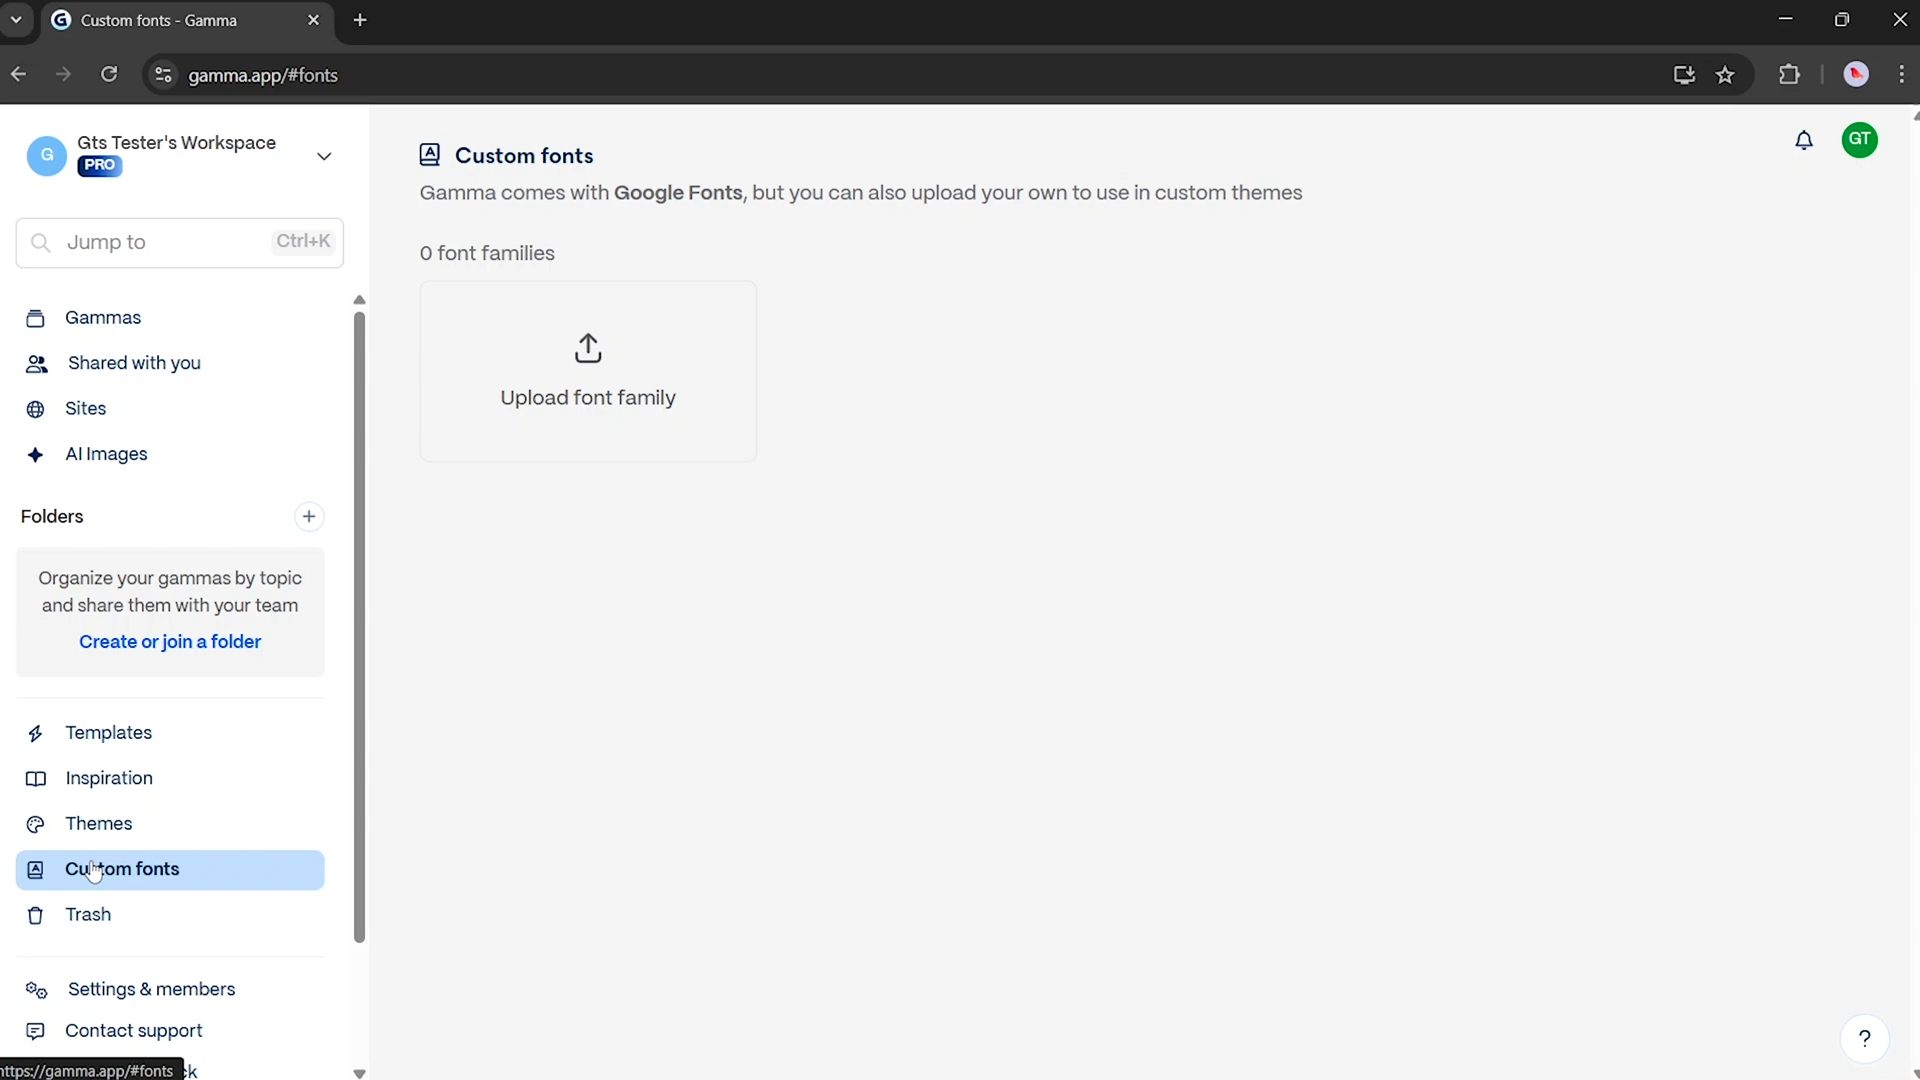 Custom fonts - Gamma
gamma.app/#fonts
G
Gts Tester's Workspace
PRO
Jump to
Ctrl+K
Gammas
Shared with you
Sites
AI Images
Folders
Organize your gammas by topic
and share them with your team
Create or join a folder
Templates
Inspiration
Themes
Custom fonts
Trash
Settings & members
Contact support
https://gamma.app/#fonts
Custom fonts
GT
Gamma comes with Google Fonts, but you can also upload your own to use in custom themes
0 font families
Upload font family
?